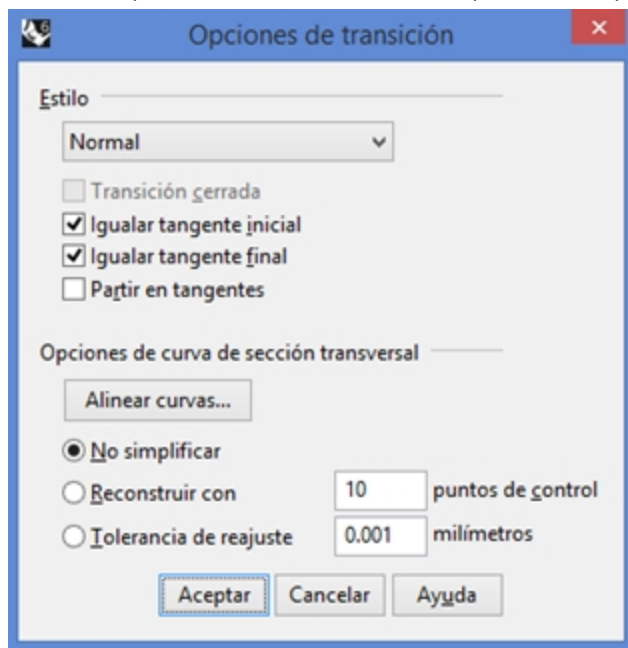 Opciones de transición
Estilo
Normal
Transición cerrada
Igualar tangente inicial
Igualar tangente final
Partir en tangentes
Opciones de curva de sección transversal
Alinear curvas...
No simplificar
Reconstruir con 10 puntos de control
Tolerancia de reajuste 0.001 milímetros
Aceptar Cancelar Ayuda